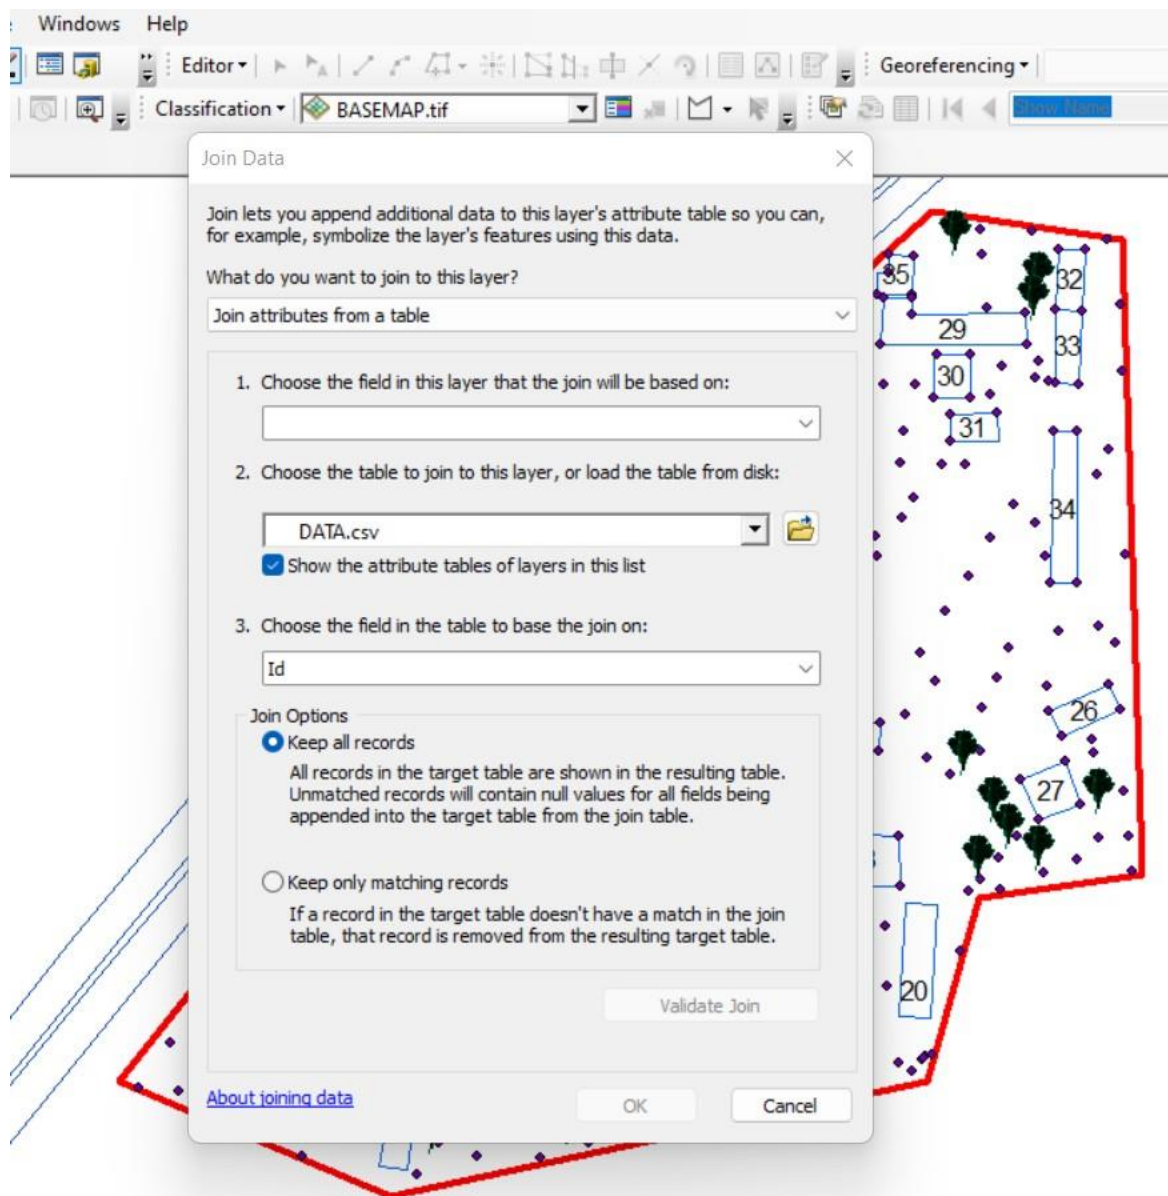 Windows Help
Editor Georeferencing
Classification BASEMAP.tif Show Name
Join Data
Join lets you append additional data to this layer's attribute table so you can,
for example, symbolize the layer's features using this data.
What do you want to join to this layer?
Join attributes from a table
1. Choose the field in this layer that the join will be based on:
2. Choose the table to join to this layer, or load the table from disk:
DATA.csv
Show the attribute tables of layers in this list
3. Choose the field in the table to base the join on:
Id
Join Options
Keep all records
All records in the target table are shown in the resulting table.
Unmatched records will contain null values for all fields being
appended into the target table from the join table.
Keep only matching records
If a record in the target table doesn't have a match in the join
table, that record is removed from the resulting target table.
Validate Join
About joining data
OK Cancel
35
32
29
33
30
31
34
26
27
20